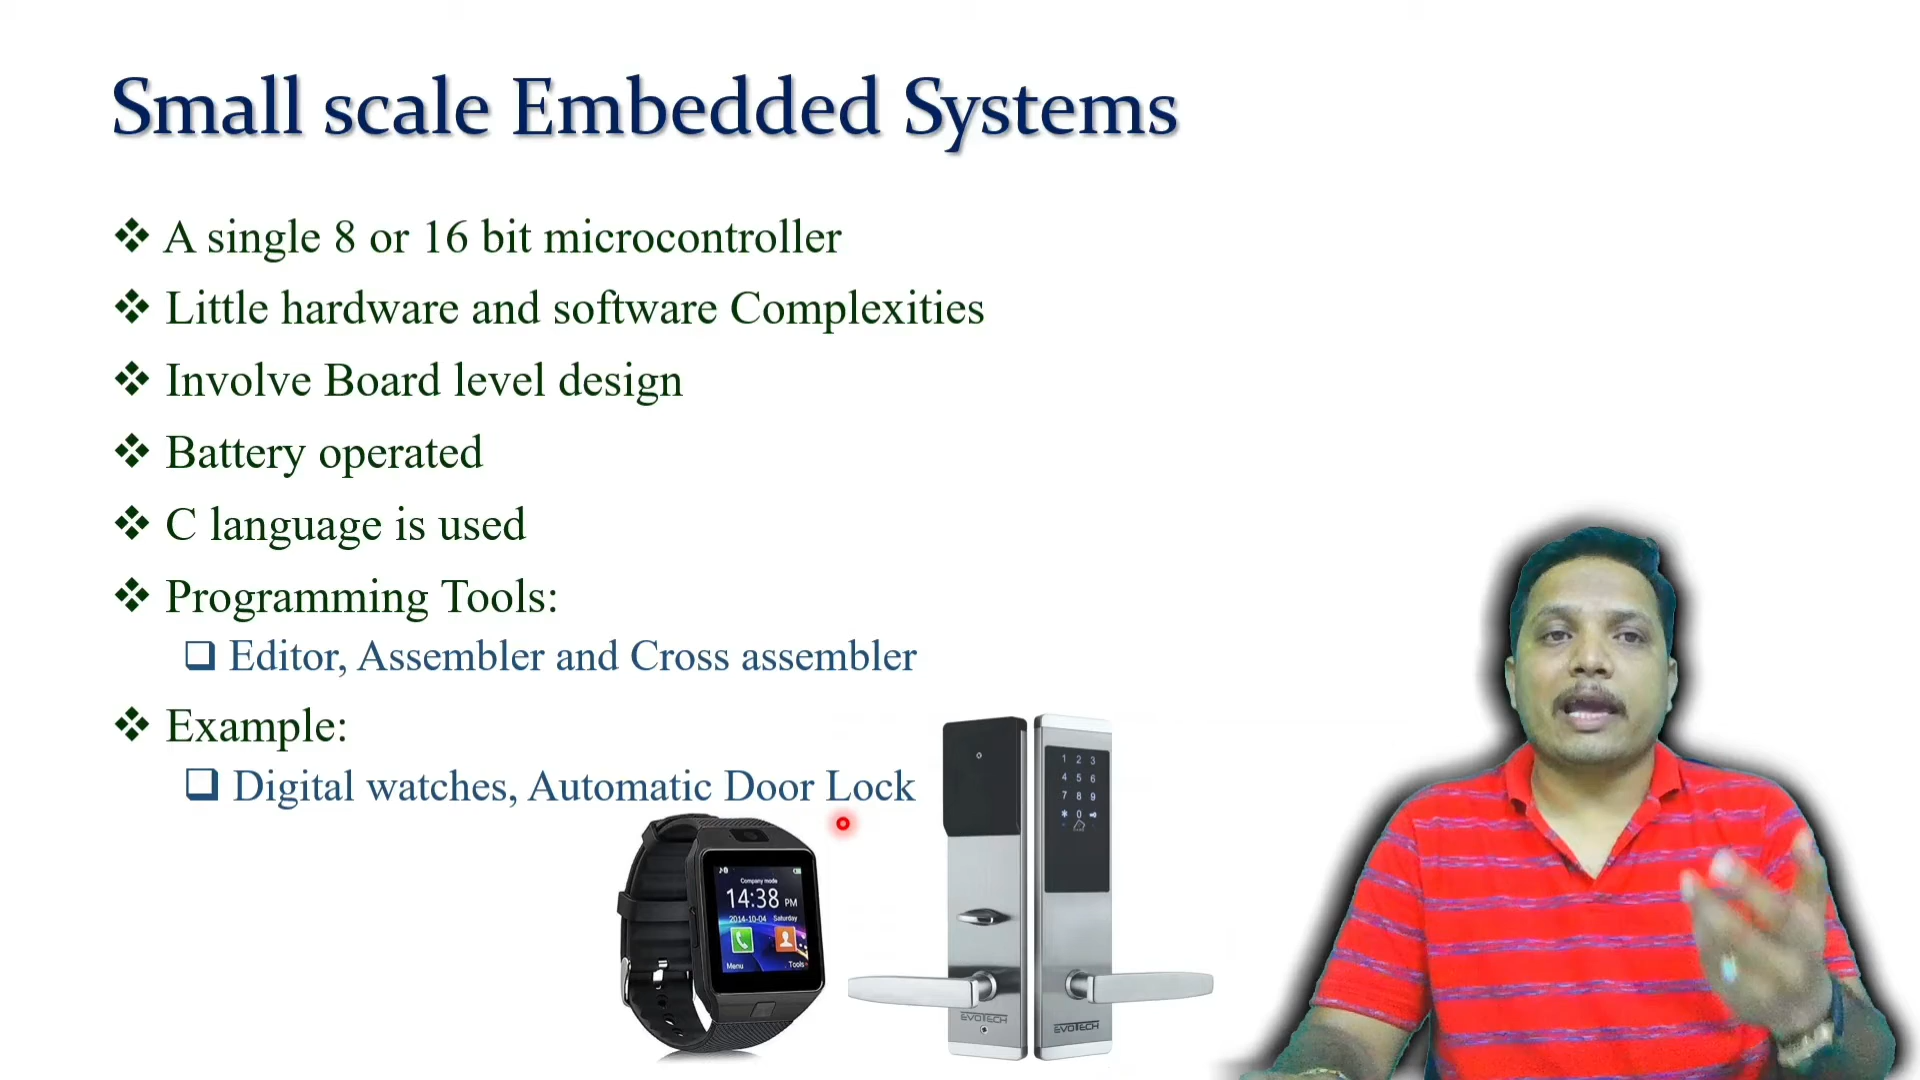 Small scale Embedded Systems
❖ A single 8 or 16 bit microcontroller
❖ Little hardware and software Complexities
❖ Involve Board level design
❖ Battery operated
❖ C language is used
❖ Programming Tools:
❑ Editor, Assembler and Cross assembler
❖ Example:
❑ Digital watches, Automatic Door Lock
Company mode
14:38 PM
2014-10-04 Saturday
Menu Tools
1 2 3
4 5 6
7 8 9
* 0
EVOTECH
EVOTECH